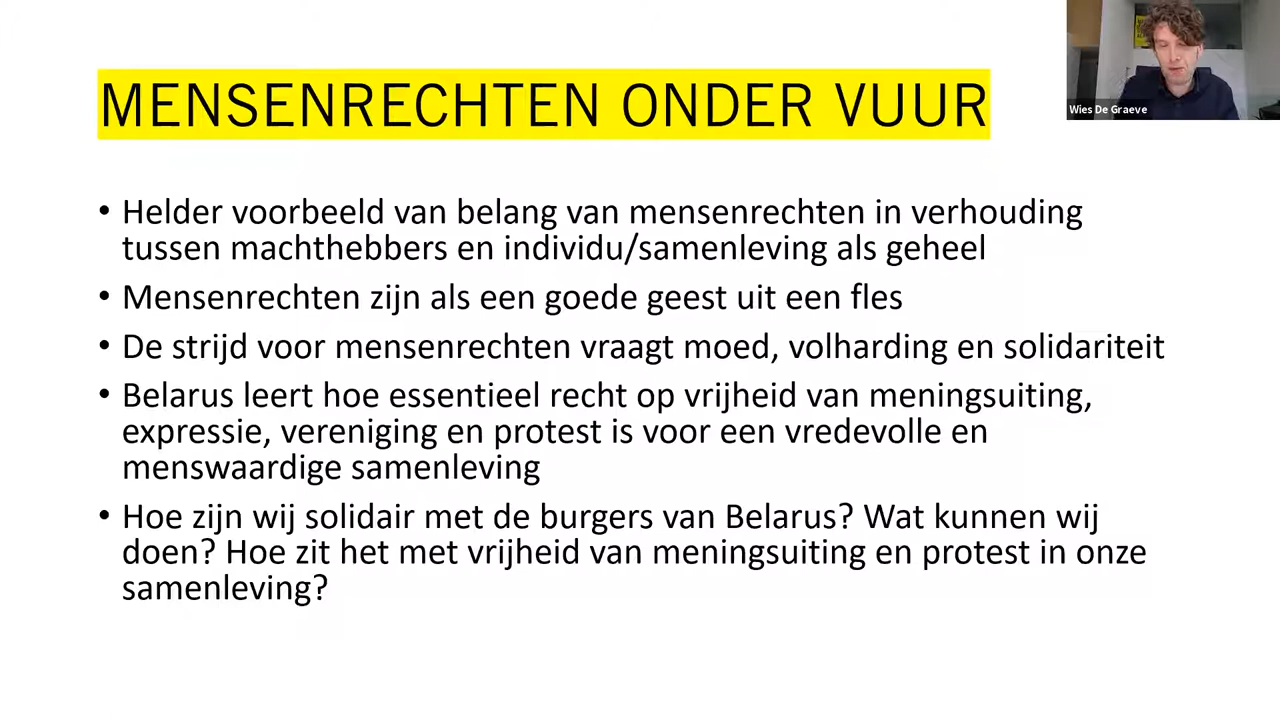 MENSENRECHTEN ONDER VUUR
Wies De Graeve
• Helder voorbeeld van belang van mensenrechten in verhouding
tussen machthebbers en individu/samenleving als geheel
• Mensenrechten zijn als een goede geest uit een fles
• De strijd voor mensenrechten vraagt moed, volharding en solidariteit
• Belarus leert hoe essentieel recht op vrijheid van meningsuiting,
expressie, vereniging en protest is voor een vredevolle en
menswaardige samenleving
• Hoe zijn wij solidair met de burgers van Belarus? Wat kunnen wij
doen? Hoe zit het met vrijheid van meningsuiting en protest in onze
samenleving?